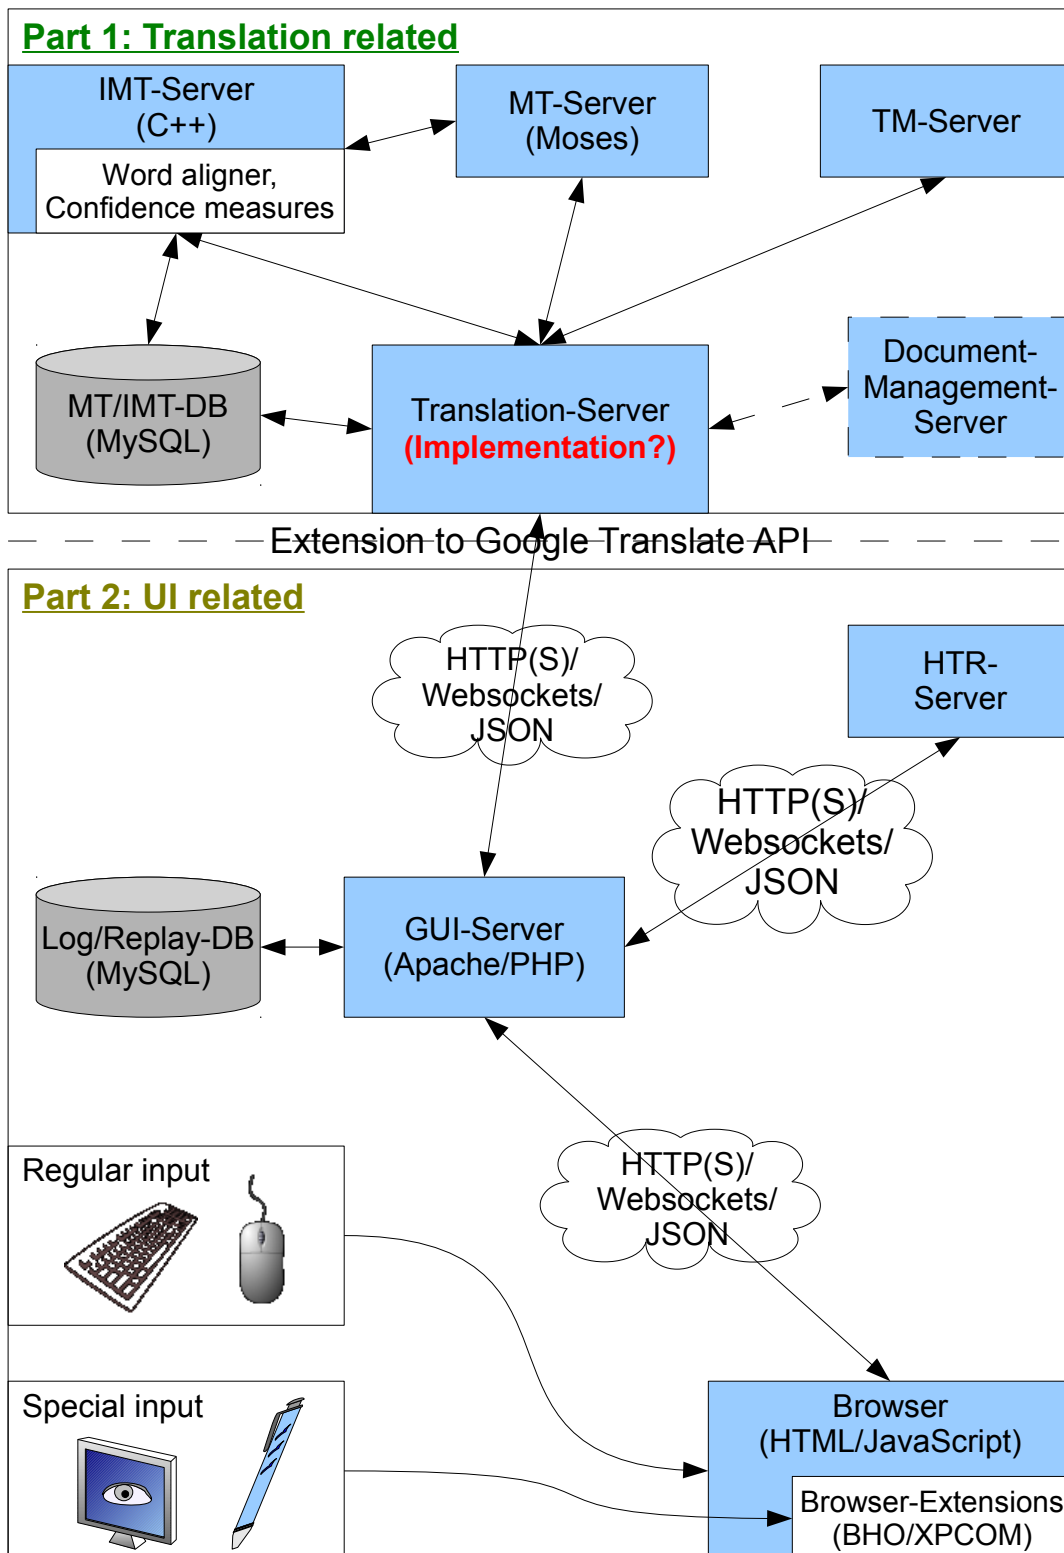 Part 1: Translation related
IMT-Server
(C++)
Word aligner,
Confidence measures
MT-Server
(Moses)
TM-Server
MT/IMT-DB
(MySQL)
Translation-Server
(Implementation?)
Document-
Management-
Server
Extension to Google Translate API
Part 2: UI related
HTTP(S)/
Websockets/
JSON
HTR-
Server
HTTP(S)/
Websockets/
JSON
Log/Replay-DB
(MySQL)
GUI-Server
(Apache/PHP)
HTTP(S)/
Websockets/
JSON
Regular input
Special input
Browser
(HTML/JavaScript)
Browser-Extensions
(BHO/XPCOM)